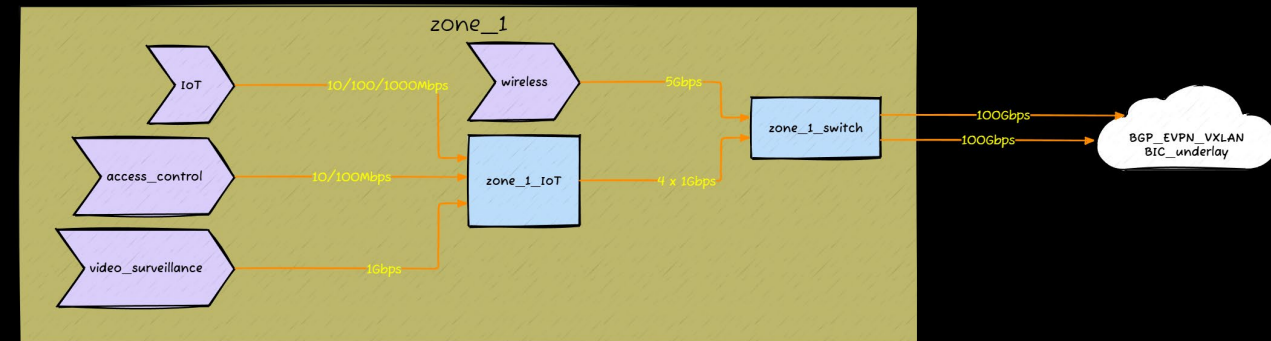 zone_1
IoT
10/100/1000Mbps
wireless
5Gbps
zone_1_switch
100Gbps
100Gbps
BGP_EVPN_VXLAN
BIC_underlay
access_control
10/100Mbps
zone_1_IoT
4 x 1Gbps
video_surveillance
1Gbps